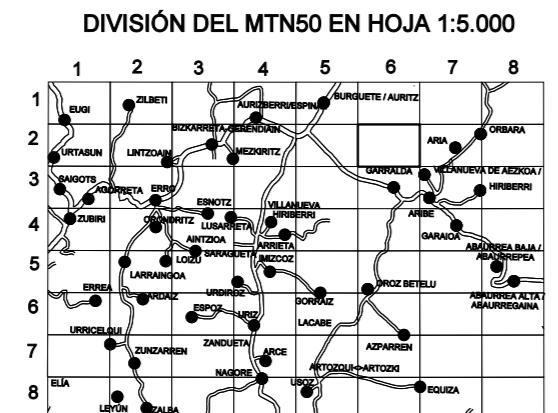 DIVISIÓN DEL MTN50 EN HOJA 1:5.000
1 2 3 4 5 6 7 8
1
ZILBETI
BURGUETE / AURITZ
EUGI
AURIZBERRI/ESPINAL
2
BIZKARRETA-GERENDIAIN
ORBARA
ARIA
URTASUN
LINTZOAIN
MEZKIRITZ
3
GARRALDA
VILLANUEVA DE AEZKOA /
HIRIBERRI
SAIGOTS
AGORRETA
ERRO
ESNOTZ
VILLANUEVA
HIRIBERRI
ARIBE
4
ZUBIRI
ORONDRITZ
LUSARRETA
GARAIOA
AINTZIOA
ARRIETA
ABAURREA BAJA /
ABAURREPEA
5
LOIZU
SARAGUETA
IMIZCOZ
LARRAINGOA
ERREA
URDIROZ
OROZ BETELU
ABAURREA ALTA /
ABAURREGAINA
6
ARDAIZ
GORRAIZ
ESPOZ
URIZ
LACABE
URRICELQUI
AZPARREN
7
ZANDUETA
ZUNZARREN
ARCE
ARTOZQUI<>ARTOZKI
NAGORE
8
ELÍA
USOZ
EQUIZA
LEYÚN
ZALBA